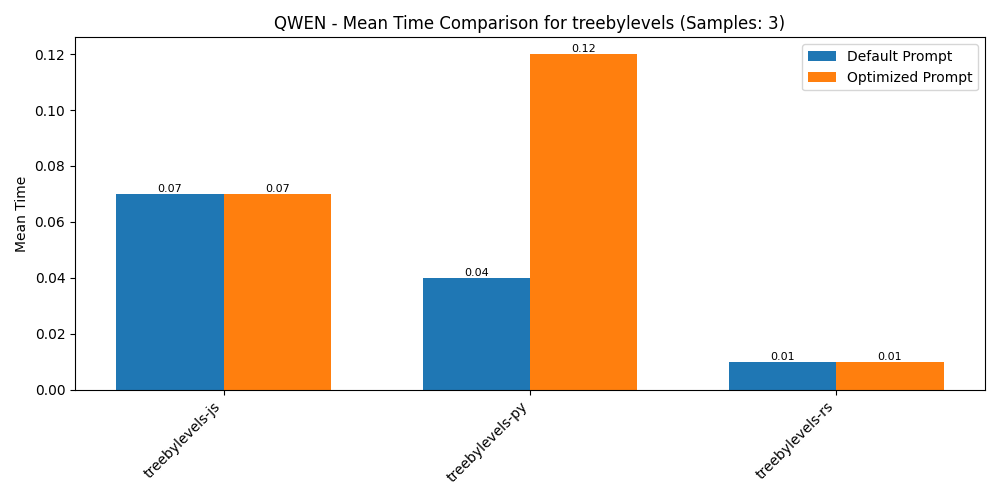 QWEN - Mean Time Comparison for treebylevels (Samples: 3)
Default Prompt
Optimized Prompt
Mean Time
0.12
0.10
0.08
0.06
0.04
0.02
0.00
0.07
0.07
0.04
0.12
0.01
0.01
treebylevels-js
treebylevels-py
treebylevels-rs